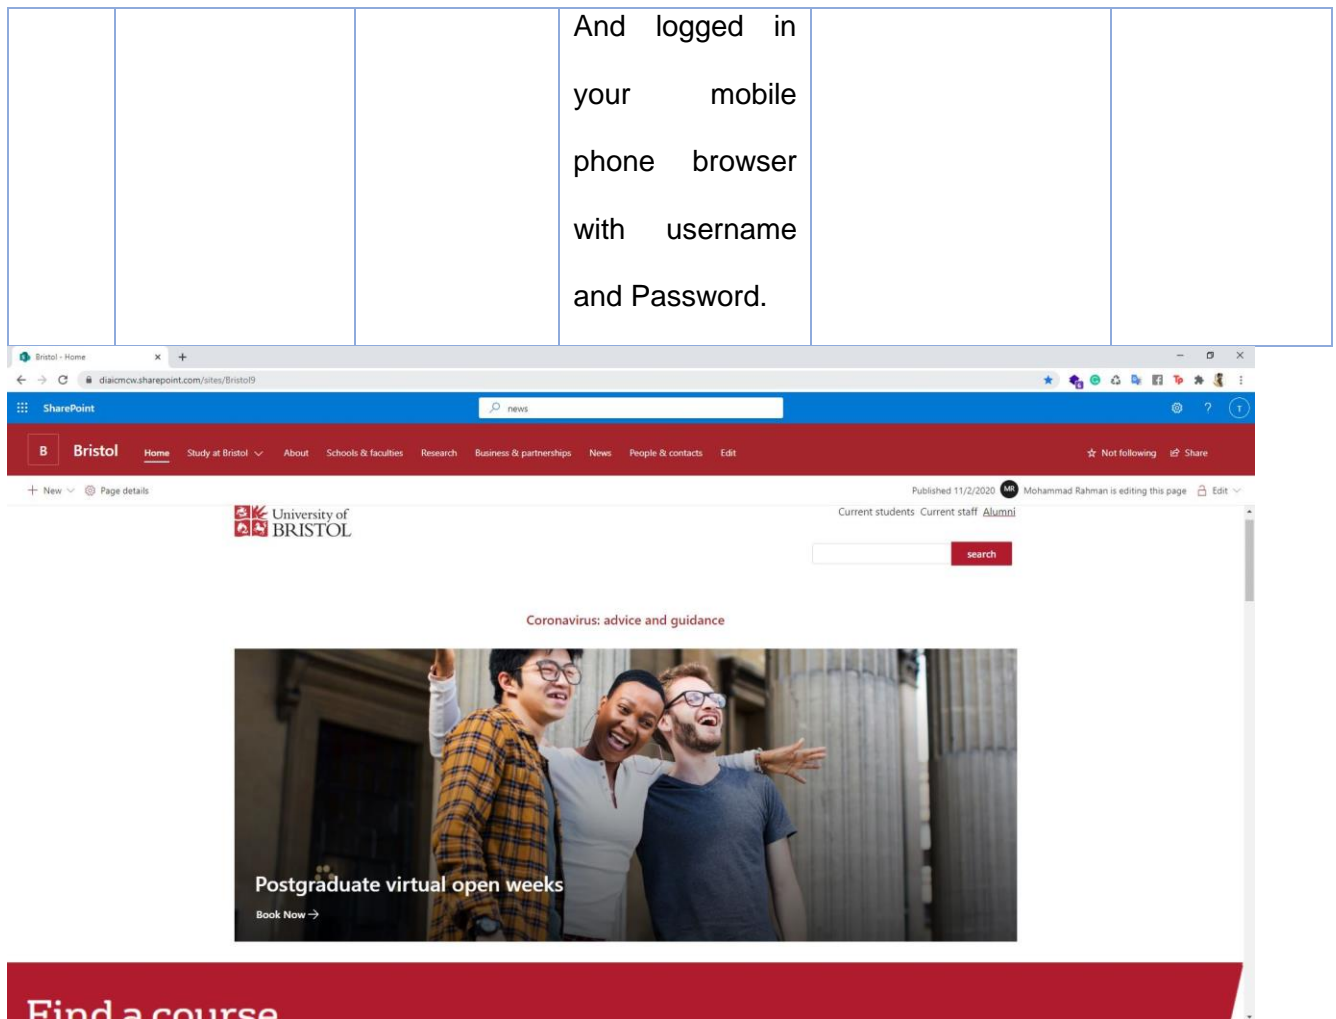 And logged in
your mobile
phone browser
with username
and Password.
Bristol - Home
diaicmcw.sharepoint.com/sites/Bristol9
SharePoint
news
?
T
B Bristol Home Study at Bristol About Schools & faculties Research Business & partnerships News People & contacts Edit Not following Share
New Page details Published 11/2/2020 MR Mohammad Rahman is editing this page Edit
University of
BRISTOL
Current students Current staff Alumni
search
Coronavirus: advice and guidance
Postgraduate virtual open weeks
Book Now →
Find a course